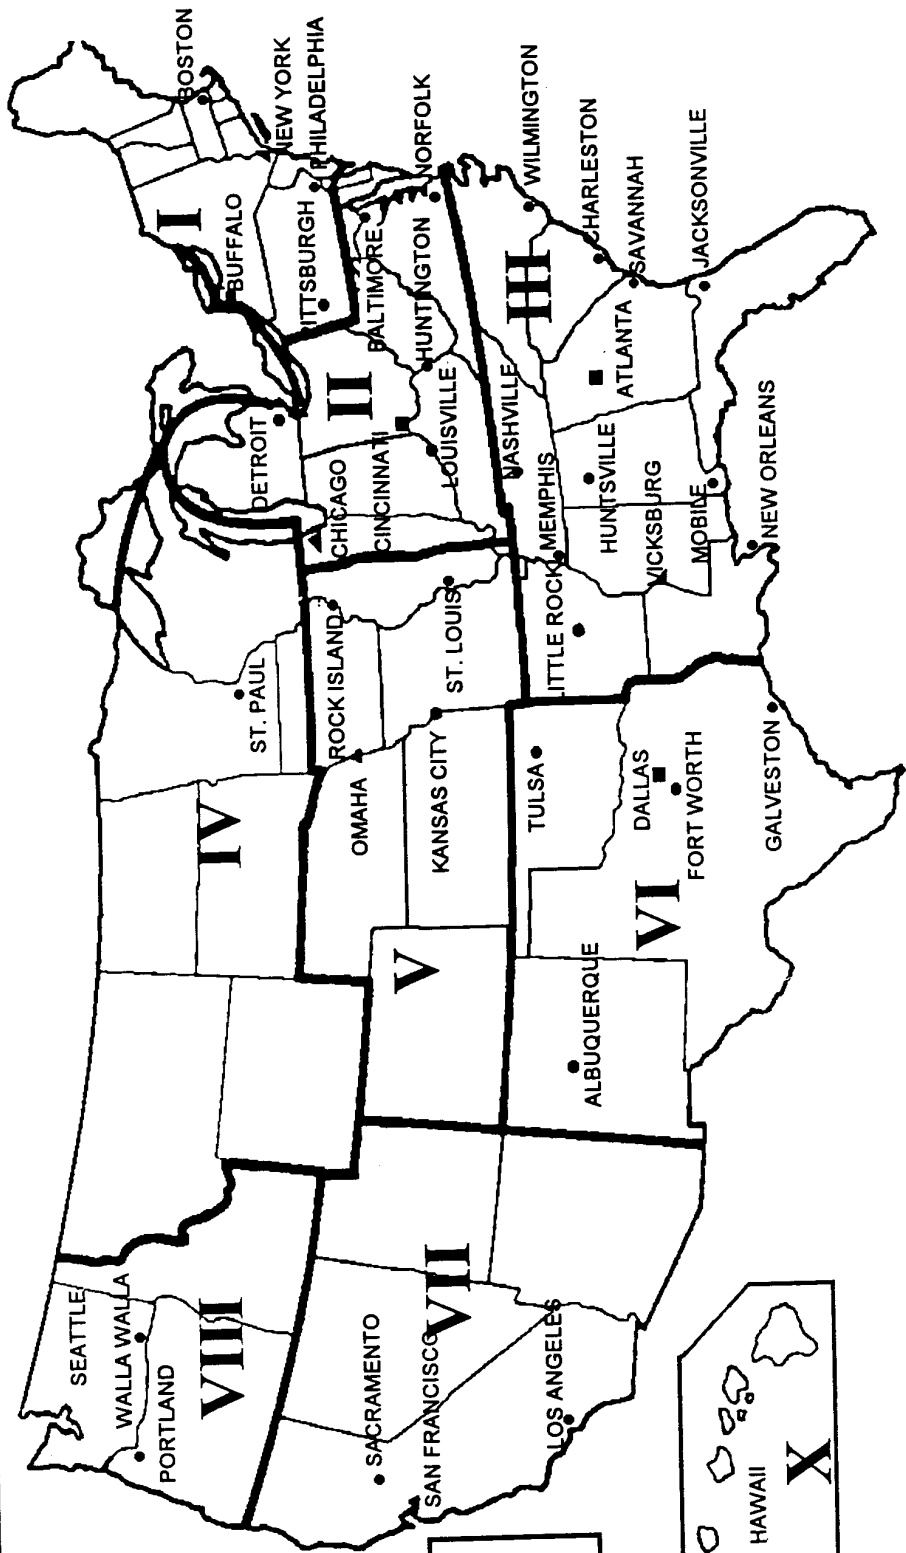 SEATTLE
WALLA WALLA
PORTLAND
VIII
SACRAMENTO
SAN FRANCISCO
VII
LOS ANGELES
HAWAII
X
IV
ST. PAUL
ROCK ISLAND
OMAHA
V
KANSAS CITY
ST. LOUIS
ALBUQUERQUE
VI
TULSA
DALLAS
FORT WORTH
GALVESTON
LITTLE ROCK
MEMPHIS
NASHVILLE
HUNTSVILLE
VICKSBURG
MOBILE
NEW ORLEANS
III
ATLANTA
WILMINGTON
CHARLESTON
SAVANNAH
JACKSONVILLE
DETROIT
CHICAGO
II
CINCINNATI
LOUISVILLE
HUNTINGTON
BALTIMORE
NORFOLK
I
BUFFALO
PITTSBURGH
BOSTON
NEW YORK
PHILADELPHIA